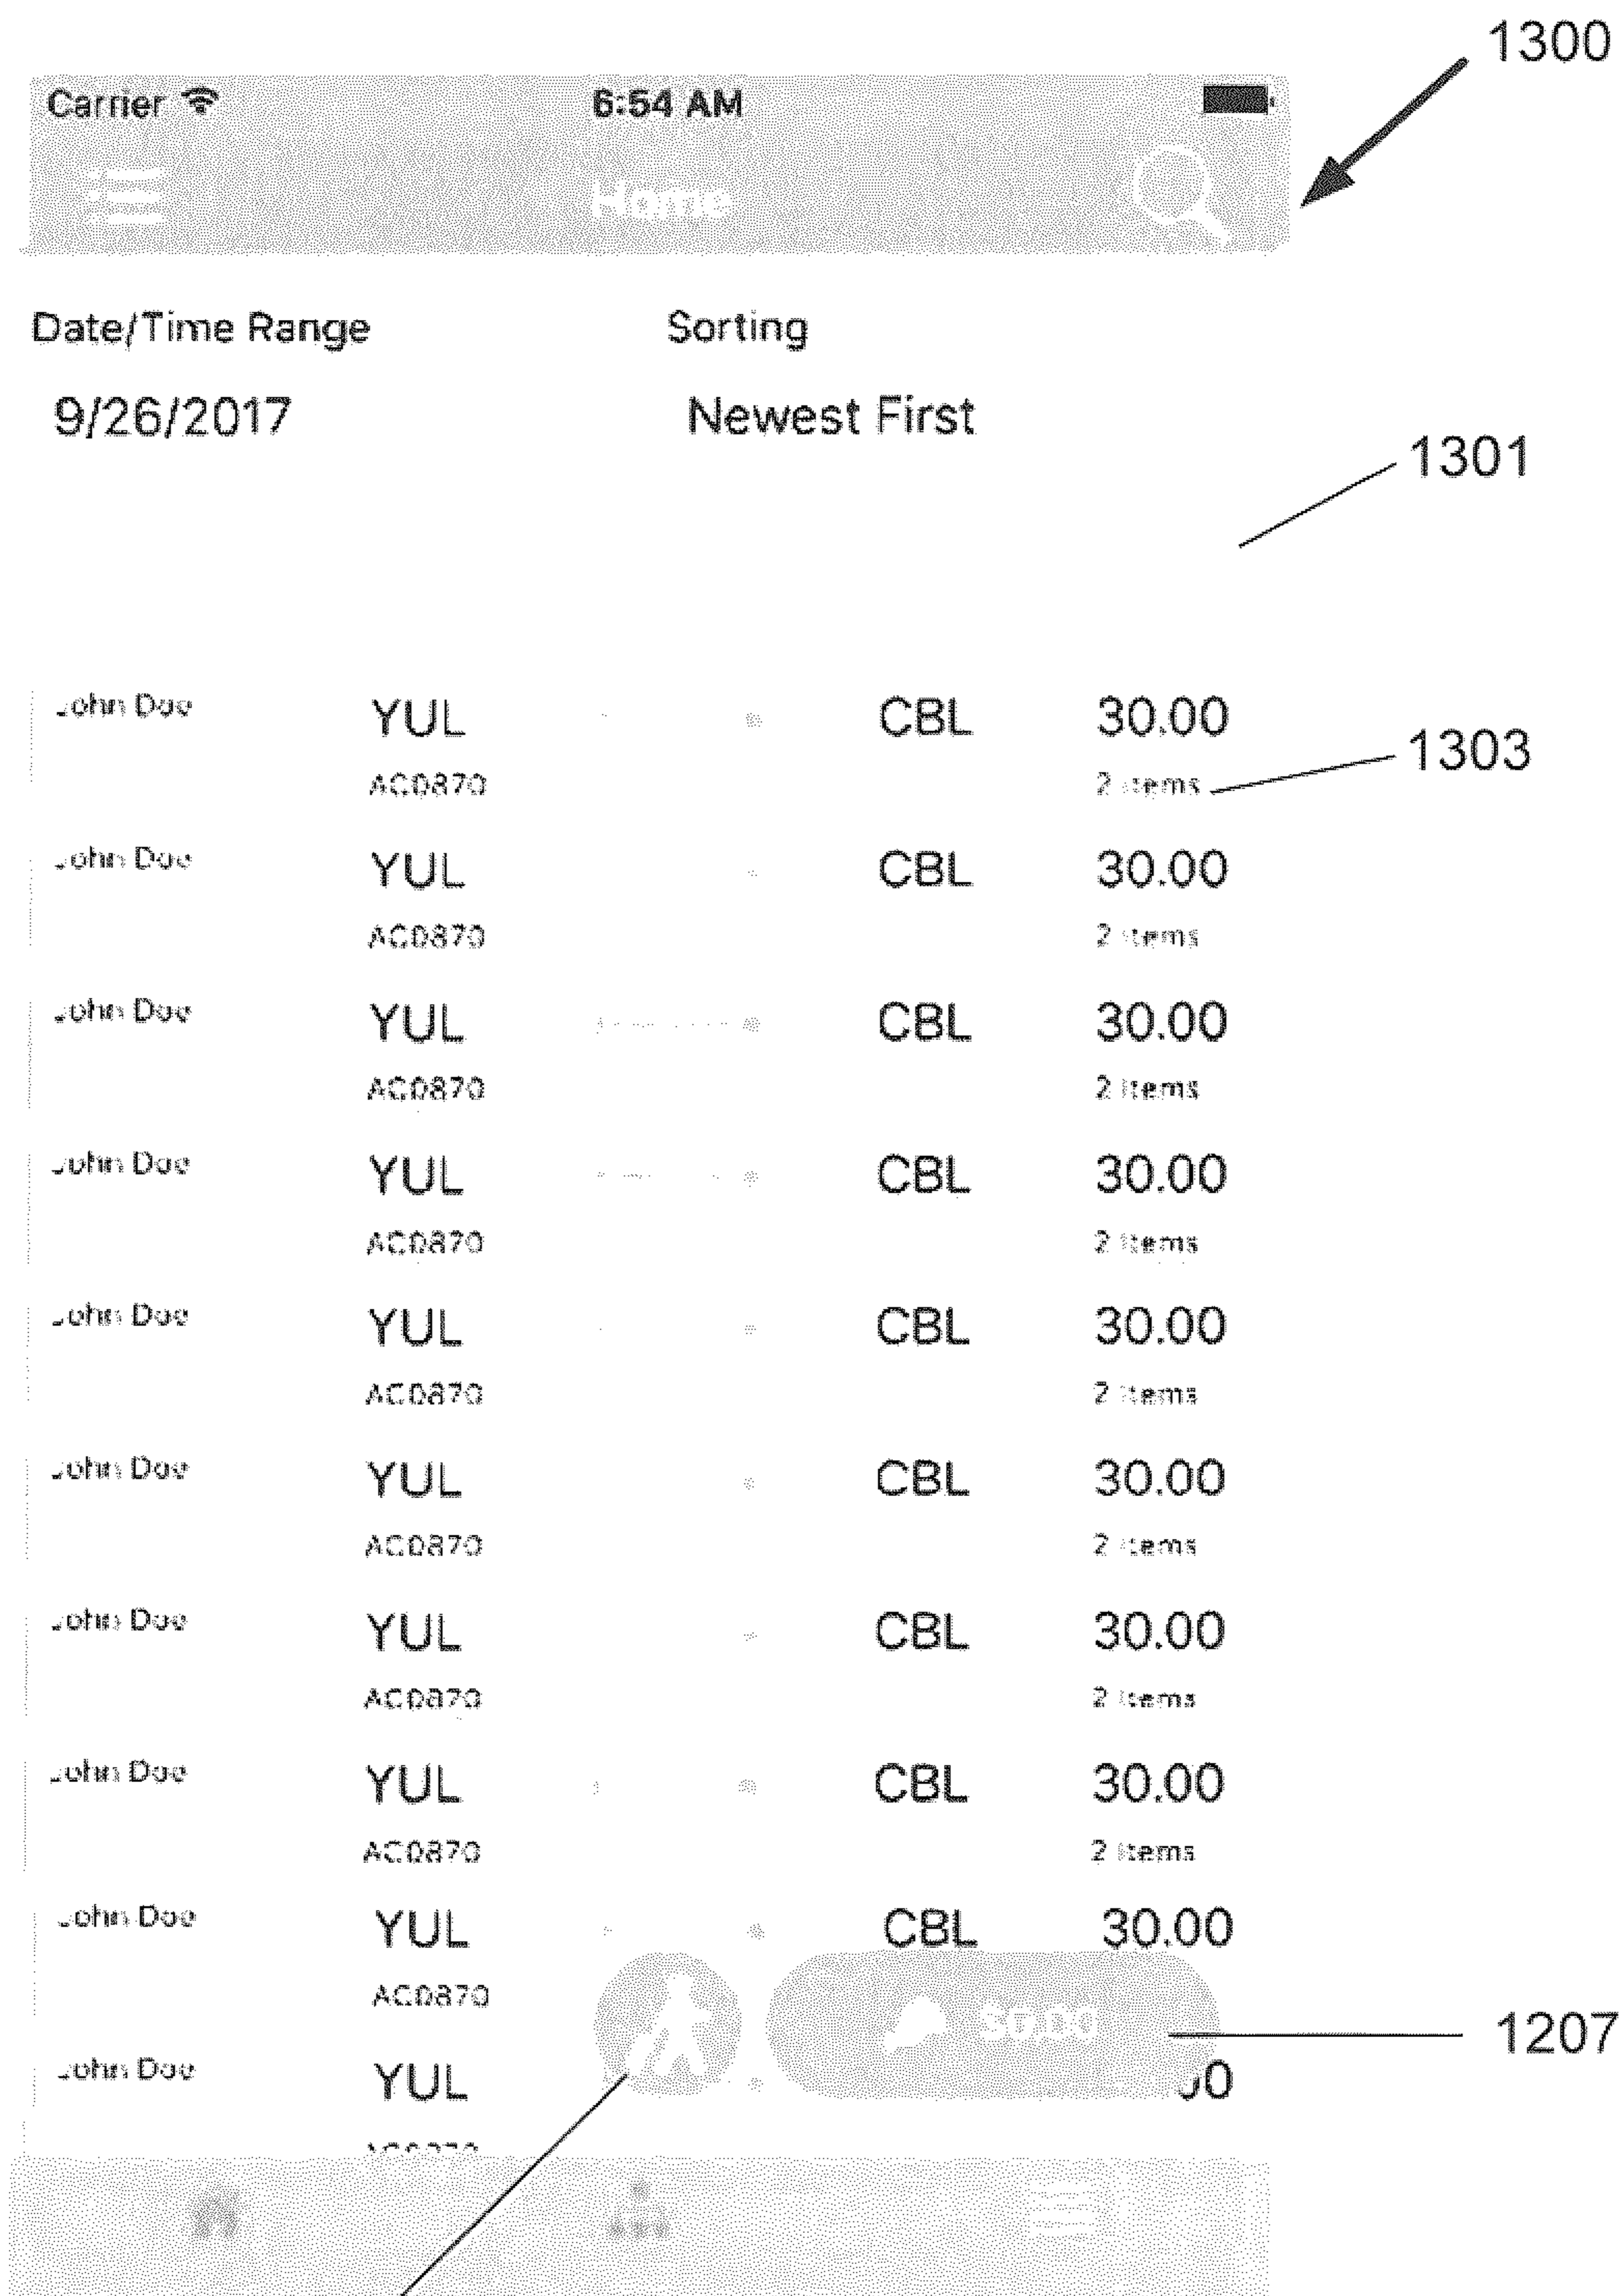 1300
Carrier 6:54 AM
Home
Date/Time Range Sorting
9/26/2017 Newest First
1301
John Doe YUL CBL 30.00
1303
AC0870 2 items
John Doe YUL CBL 30.00
AC0870 2 items
John Doe YUL CBL 30.00
AC0870 2 items
John Doe YUL CBL 30.00
AC0870 2 items
John Doe YUL CBL 30.00
AC0870 2 items
John Doe YUL CBL 30.00
AC0870 2 items
John Doe YUL CBL 30.00
AC0870 2 items
John Doe YUL CBL 30.00
AC0870 2 items
John Doe YUL CBL 30.00
AC0870 $0.00
1207
John Doe YUL 00